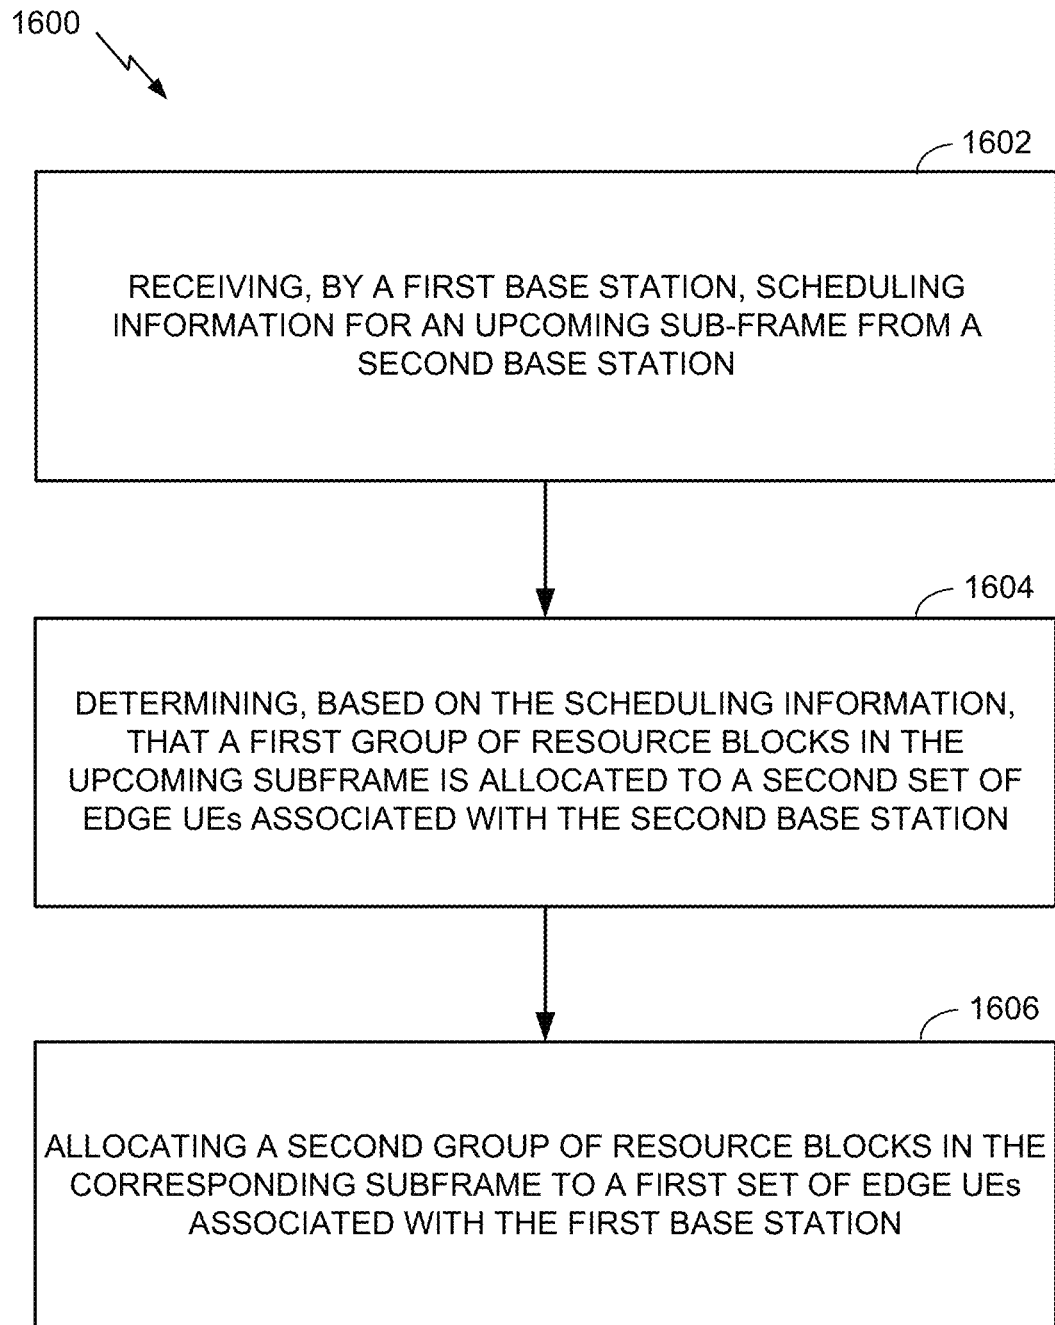 1600
1602
RECEIVING, BY A FIRST BASE STATION, SCHEDULING
INFORMATION FOR AN UPCOMING SUB-FRAME FROM A
SECOND BASE STATION
1604
DETERMINING, BASED ON THE SCHEDULING INFORMATION,
THAT A FIRST GROUP OF RESOURCE BLOCKS IN THE
UPCOMING SUBFRAME IS ALLOCATED TO A SECOND SET OF
EDGE UEs ASSOCIATED WITH THE SECOND BASE STATION
1606
ALLOCATING A SECOND GROUP OF RESOURCE BLOCKS IN THE
CORRESPONDING SUBFRAME TO A FIRST SET OF EDGE UEs
ASSOCIATED WITH THE FIRST BASE STATION